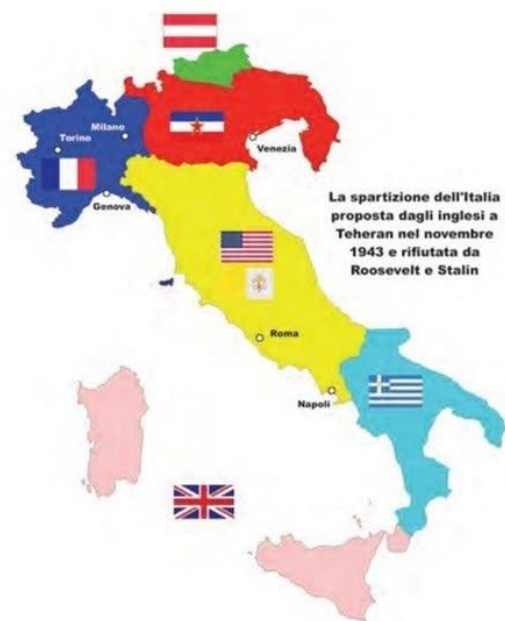 Milano
Torino
Venezia
Genova
La spartizione dell'Italia
proposta dagli inglesi a
Teheran nel novembre
1943 e rifiutata da
Roosevelt e Stalin
Roma
Napoli